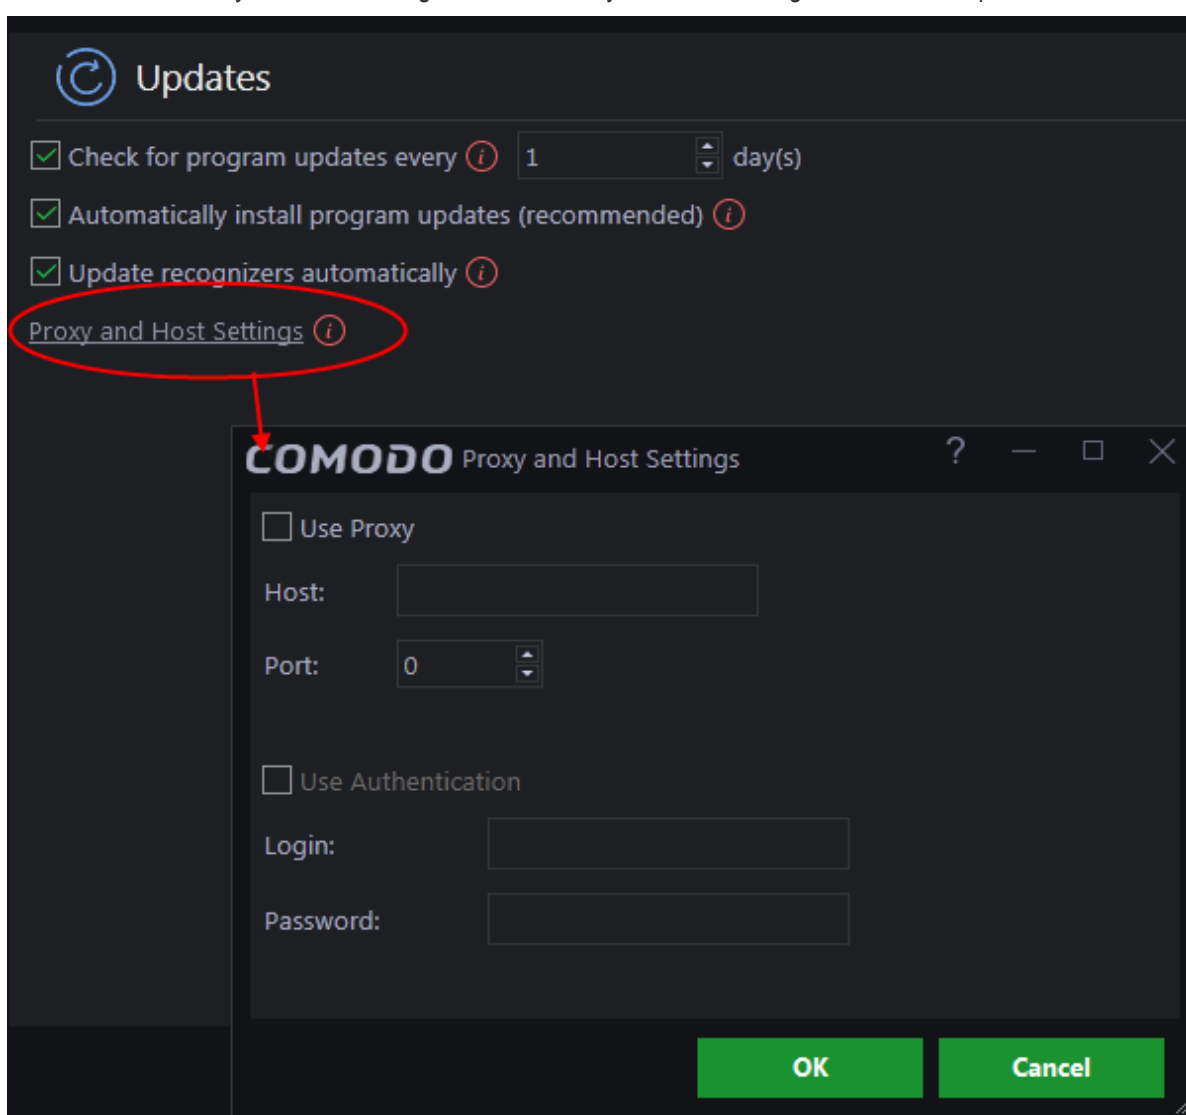 Updates
Check for program updates every i 1 day(s)
Automatically install program updates (recommended) i
Update recognizers automatically i
Proxy and Host Settings i
COMODO Proxy and Host Settings ?
Use Proxy
Host:
Port: 0
Use Authentication
Login:
Password:
OK Cancel